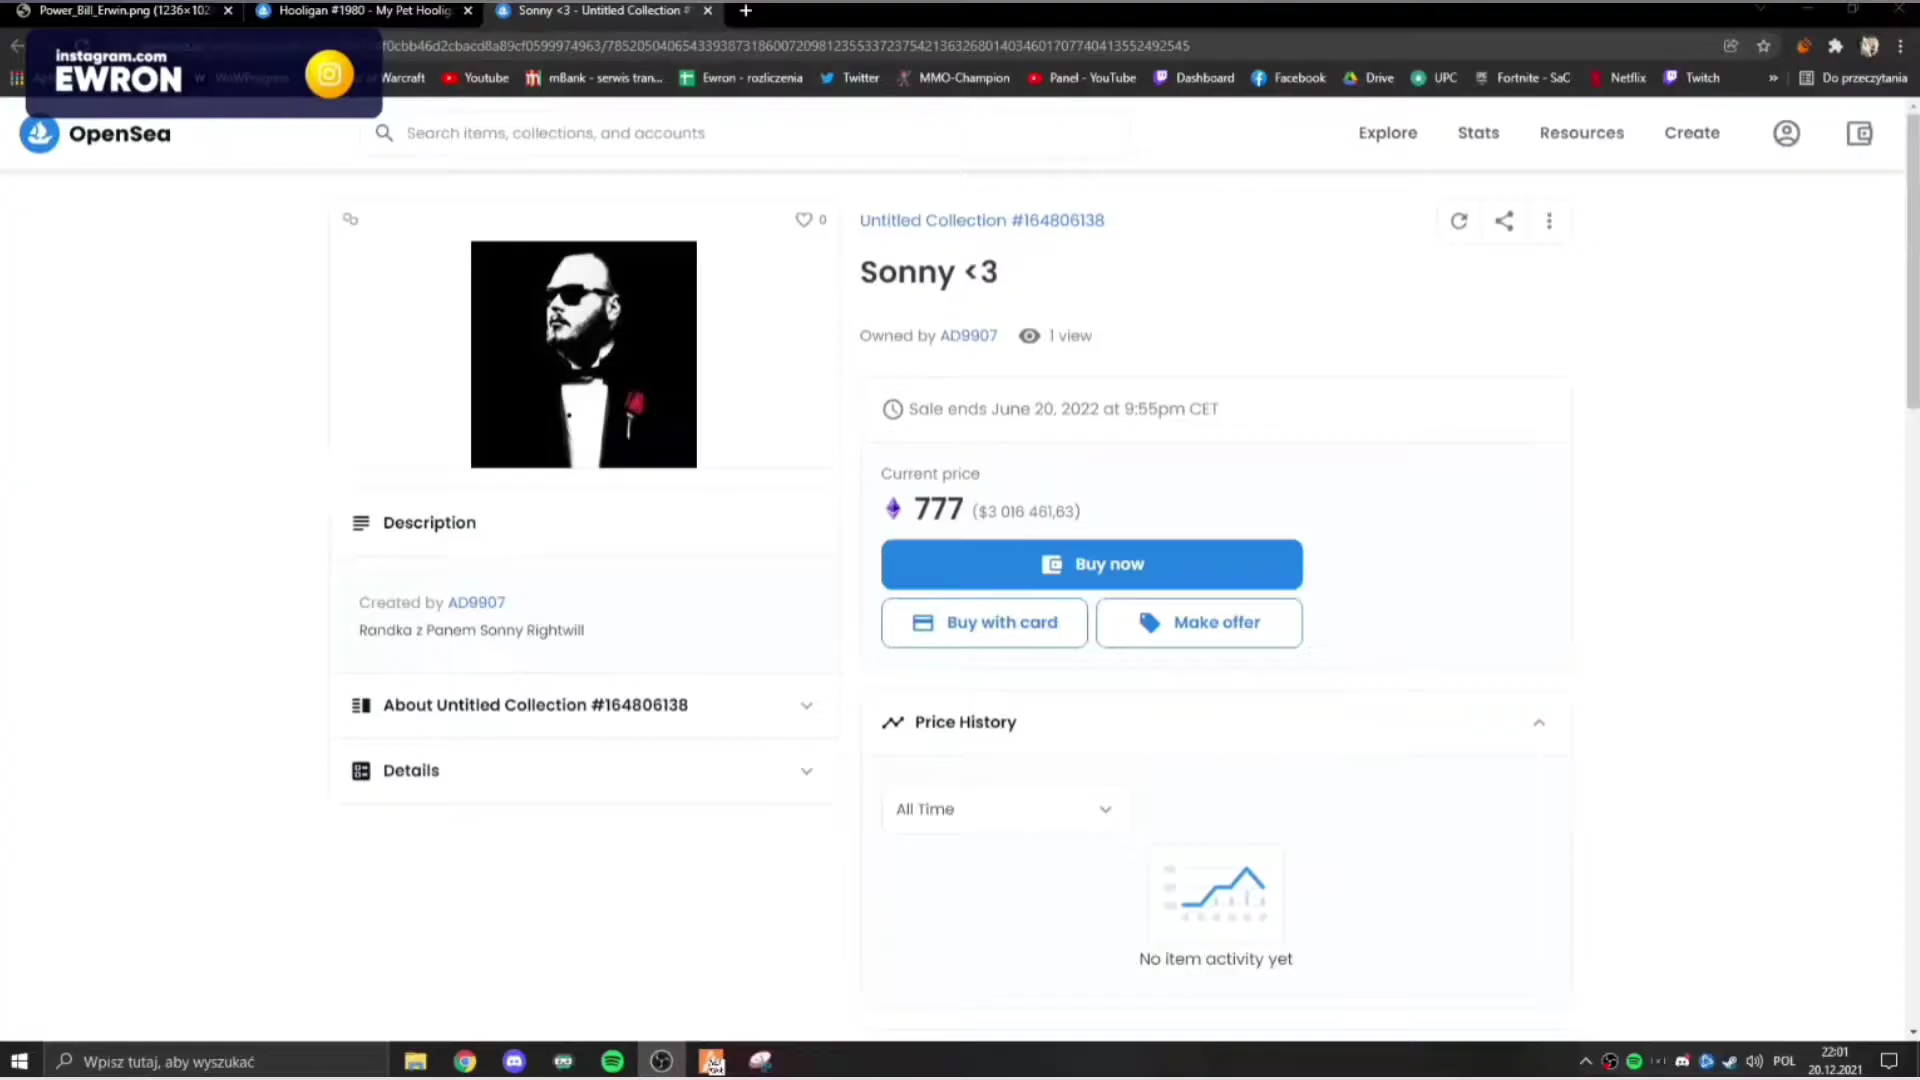 Power_Bill_Erwin.png (1236×102
Hooligan #1980 - My Pet Hoolig
Sonny <3 - Untitled Collection #
f0cbb46d2cbacd8a89cf0599974963/78520504065433938731860072098123553372375421363268014034601707740413552492545
instagram.com
EWRON
Warcraft
Youtube
mBank - serwis tran...
Ewron - rozliczenia
Twitter
MMO-Champion
Panel - YouTube
Dashboard
Facebook
Drive
UPC
Fortnite - SaC
Netflix
Twitch
»
Do przeczytania
OpenSea
Search items, collections, and accounts
Explore
Stats
Resources
Create
0
Untitled Collection #164806138
Sonny <3
Owned by AD9907
1 view
Sale ends June 20, 2022 at 9:55pm CET
Current price
777 ($3 016 461,63)
Buy now
Buy with card
Make offer
Description
Created by AD9907
Randka z Panem Sonny Rightwill
About Untitled Collection #164806138
Details
Price History
All Time
No item activity yet
Wpisz tutaj, aby wyszukać
POL
22:01
20.12.2021